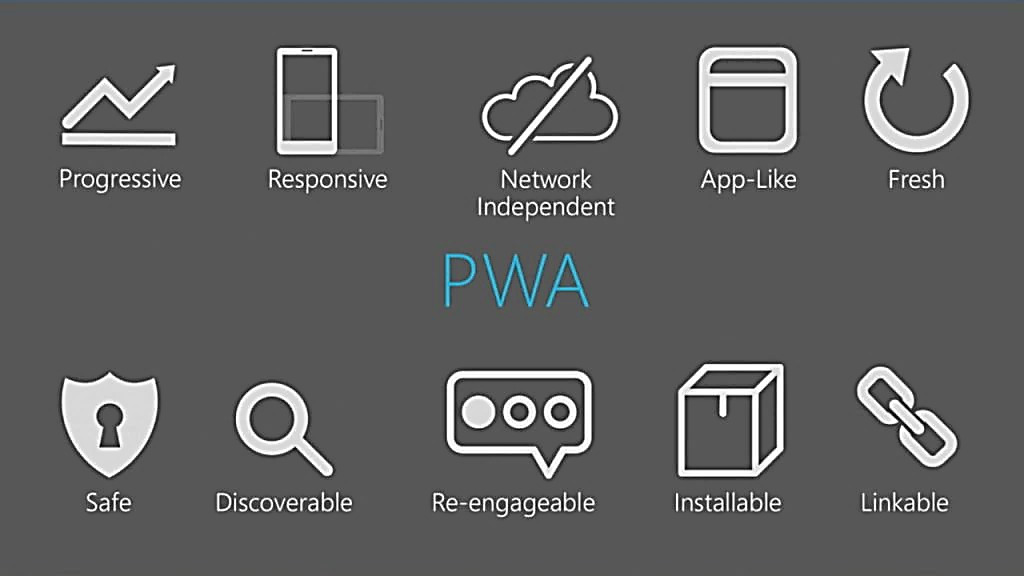 Progressive
Responsive
Network
Independent
App-Like
Fresh
PWA
Safe
Discoverable
Re-engageable
Installable
Linkable